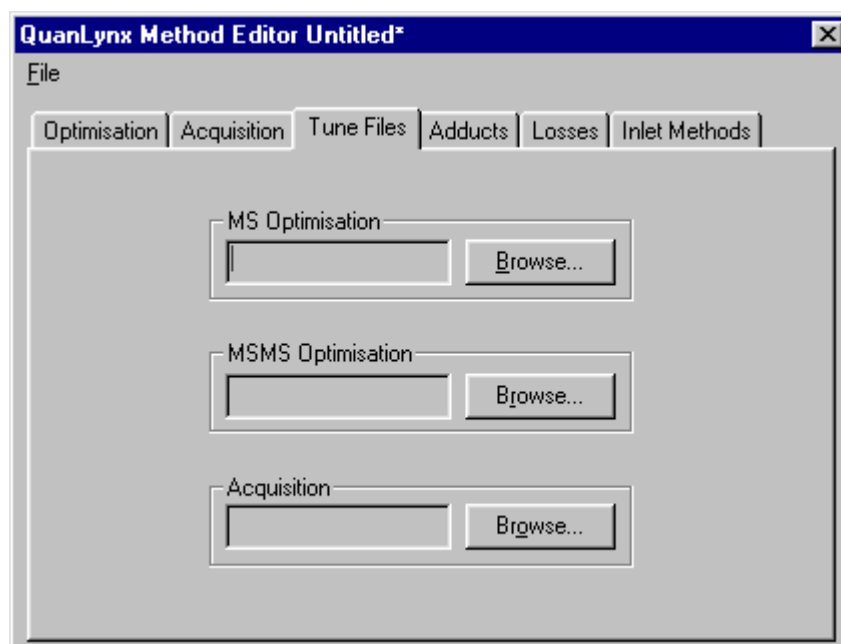 QuanLynx Method Editor Untitled*
File
Optimisation Acquisition Tune Files Adducts Losses Inlet Methods
MS Optimisation
Browse...
MSMS Optimisation
Browse...
Acquisition
Browse...